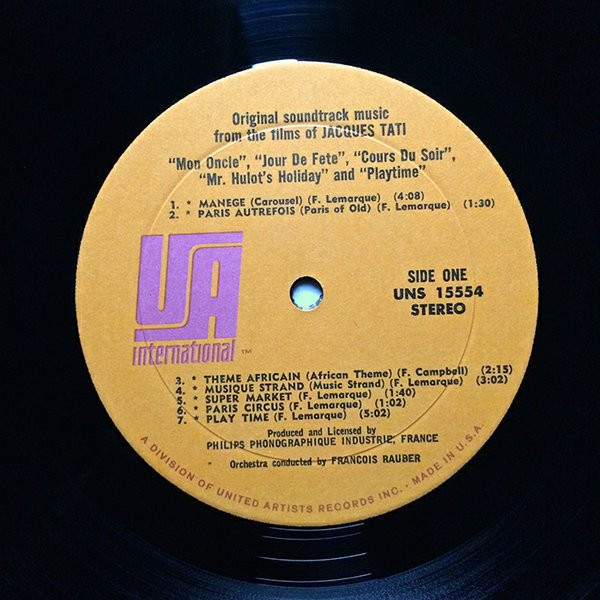 Original soundtrack music
from the films of JACQUES TATI
"Mon Oncle", "Jour De Fete", "Cours Du Soir",
"Mr. Hulot's Holiday" and "Playtime"
1. * MANEGE (Carousel) (F. Lemarque) (4:08)
2. * PARIS AUTREFOIS (Paris of Old) (F. Lemarque) (1:30)
UA
international ™
SIDE ONE
UNS 15554
STEREO
3. * THEME AFRICAIN (African Theme) (F. Campbell) (2:15)
4. * MUSIQUE STRAND (Music Strand) (F. Lemarque) (3:02)
5. * SUPER MARKET (F. Lemarque) (1:40)
6. * PARIS CIRCUS (F. Lemarque) (1:02)
7. * PLAY TIME (F. Lemarque) (5:02)
Produced and Licensed by
PHILIPS PHONOGRAPHIQUE INDUSTRIE, FRANCE
Orchestra conducted by FRANCOIS RAUBER
A DIVISION OF UNITED ARTISTS RECORDS INC. • MADE IN U.S.A.